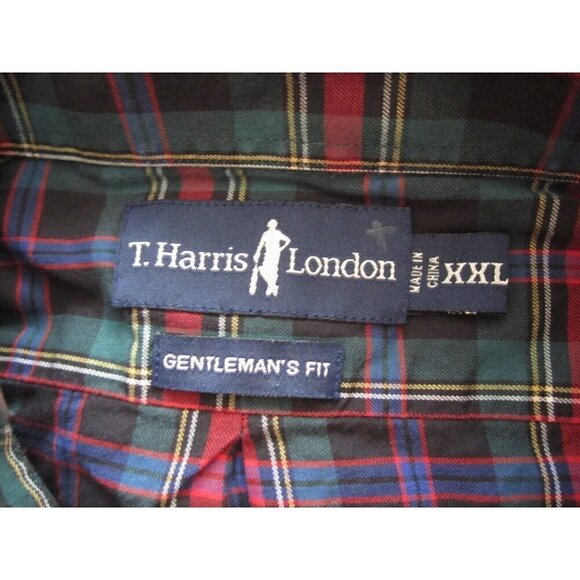 T. Harris London
MADE IN
CHINA
XXL
GENTLEMAN'S FIT